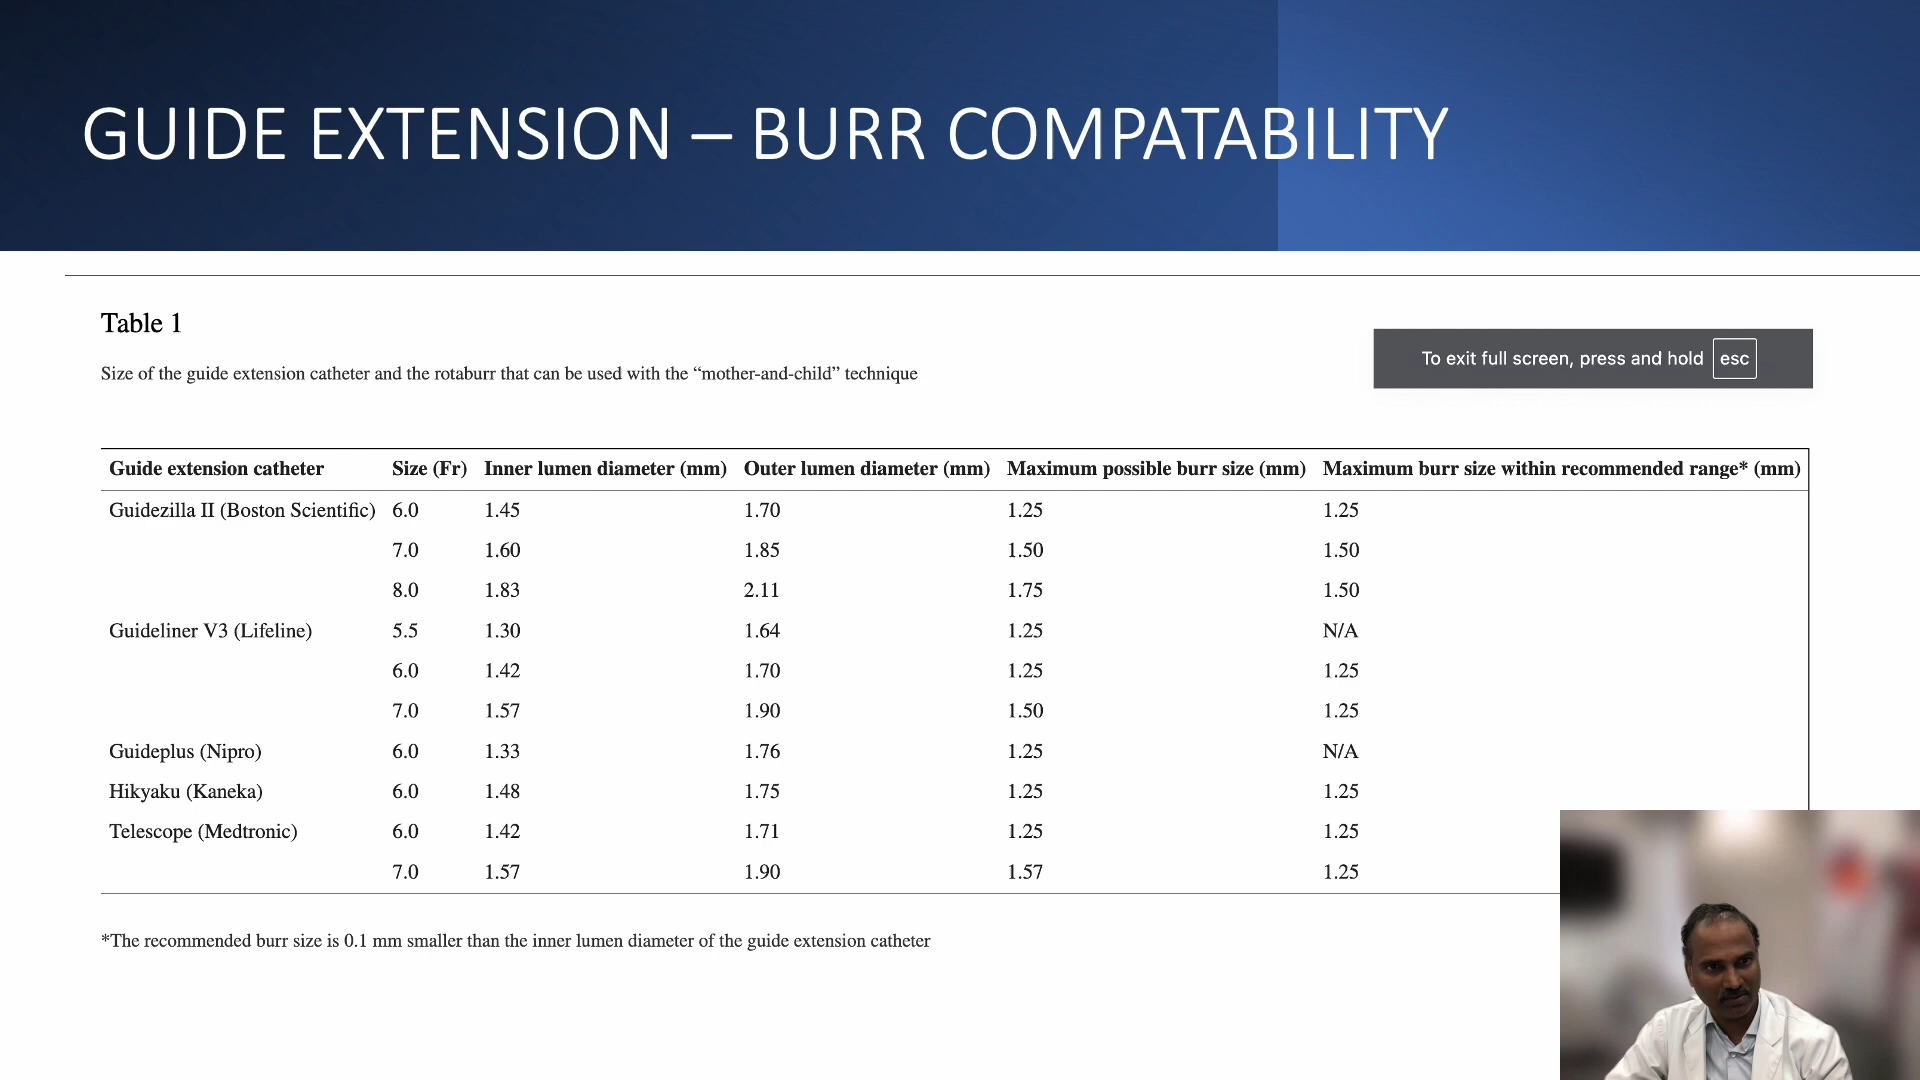 GUIDE EXTENSION – BURR COMPATABILITY
Table 1
To exit full screen, press and hold esc
Size of the guide extension catheter and the rotaburr that can be used with the “mother-and-child” technique
Guide extension catheter Size (Fr) Inner lumen diameter (mm) Outer lumen diameter (mm) Maximum possible burr size (mm) Maximum burr size within recommended range* (mm)
Guidezilla II (Boston Scientific) 6.0 1.45 1.70 1.25 1.25
7.0 1.60 1.85 1.50 1.50
8.0 1.83 2.11 1.75 1.50
Guideliner V3 (Lifeline) 5.5 1.30 1.64 1.25 N/A
6.0 1.42 1.70 1.25 1.25
7.0 1.57 1.90 1.50 1.25
Guideplus (Nipro) 6.0 1.33 1.76 1.25 N/A
Hikyaku (Kaneka) 6.0 1.48 1.75 1.25 1.25
Telescope (Medtronic) 6.0 1.42 1.71 1.25 1.25
7.0 1.57 1.90 1.57 1.25
*The recommended burr size is 0.1 mm smaller than the inner lumen diameter of the guide extension catheter